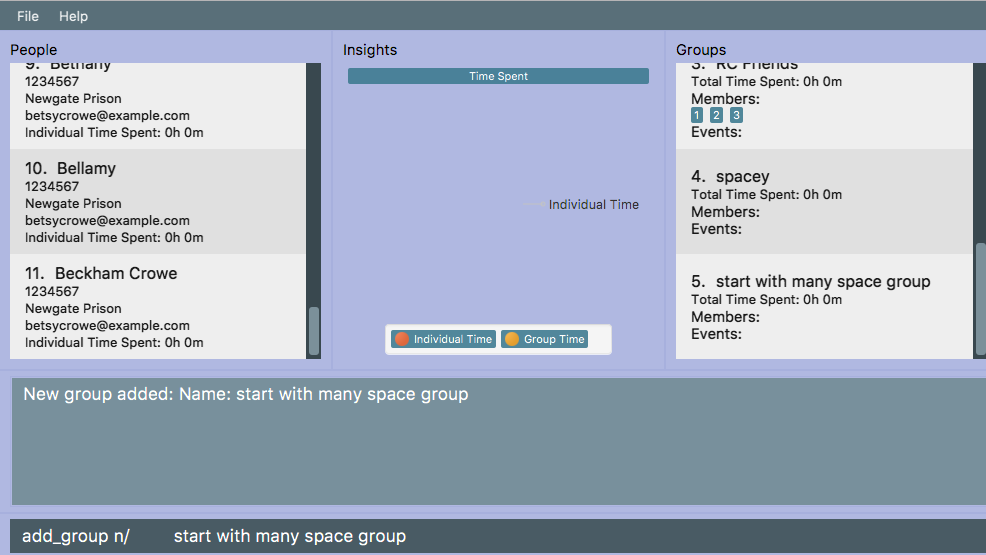 File Help
People
9. Bethany
1234567
Newgate Prison
betsycrowe@example.com
Individual Time Spent: 0h 0m
10. Bellamy
1234567
Newgate Prison
betsycrowe@example.com
Individual Time Spent: 0h 0m
11. Beckham Crowe
1234567
Newgate Prison
betsycrowe@example.com
Individual Time Spent: 0h 0m
Insights
Time Spent
Individual Time
Individual Time Group Time
Groups
3. RC Friends
Total Time Spent: 0h 0m
Members:
1 2 3
Events:
4. spacey
Total Time Spent: 0h 0m
Members:
Events:
5. start with many space group
Total Time Spent: 0h 0m
Members:
Events:
New group added: Name: start with many space group
add_group n/ start with many space group